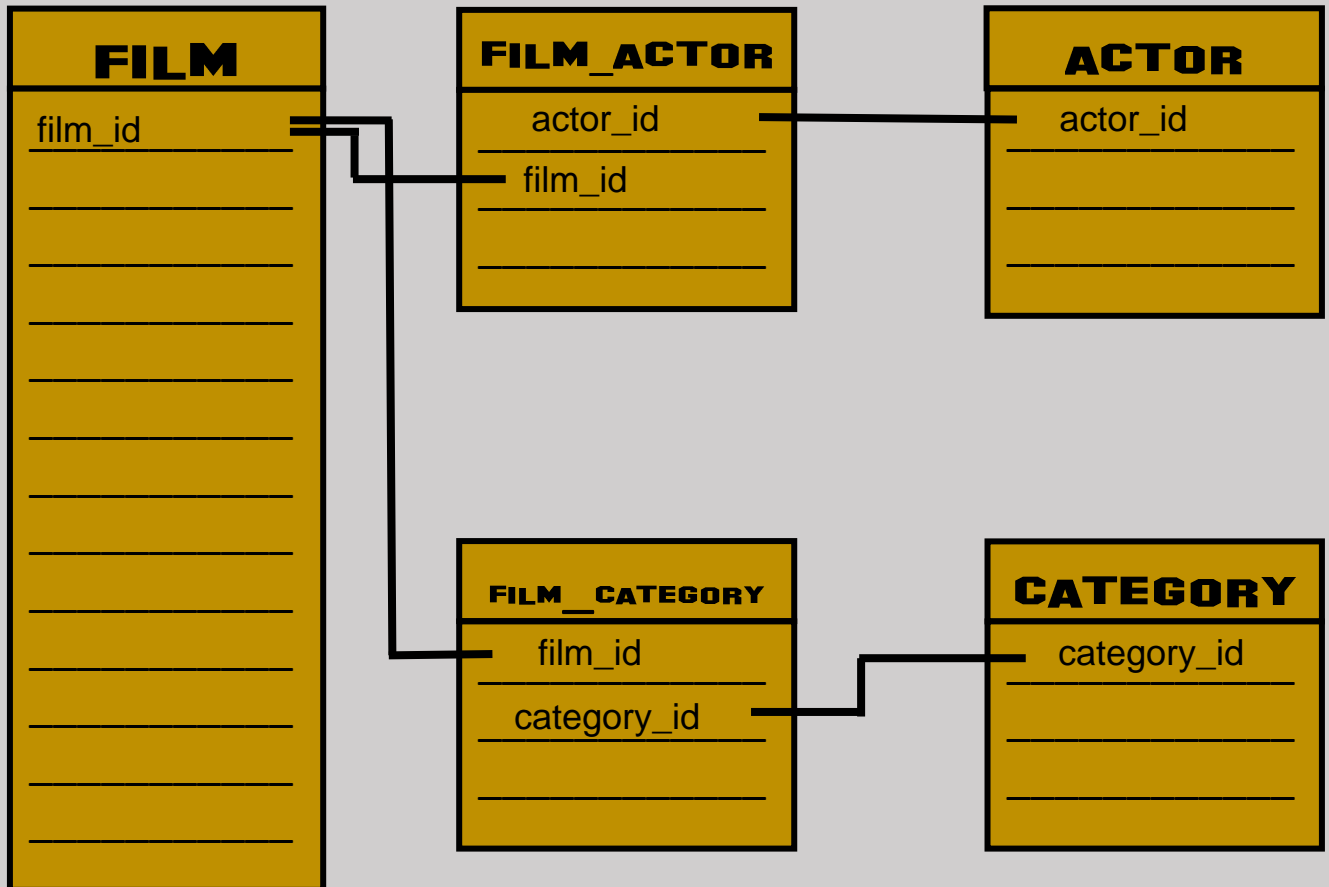 FILM
film_id
FILM_ACTOR
actor_id
film_id
ACTOR
actor_id
FILM_CATEGORY
film_id
category_id
CATEGORY
category_id